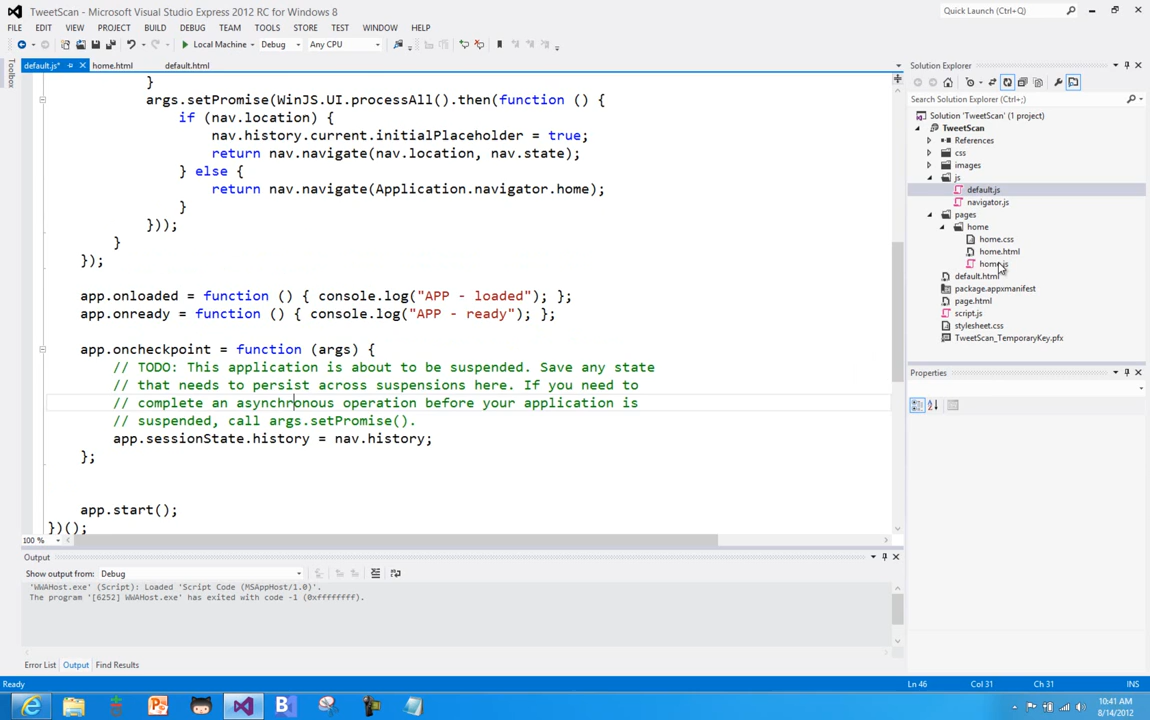 TweetScan - Microsoft Visual Studio Express 2012 RC for Windows 8
Quick Launch (Ctrl+Q)
FILE EDIT VIEW PROJECT BUILD DEBUG TEAM TOOLS STORE TEST WINDOW HELP
Local Machine Debug Any CPU
Toolbox
default.js* home.html default.html
}
args.setPromise(WinJS.UI.processAll().then(function () {
if (nav.location) {
nav.history.current.initialPlaceholder = true;
return nav.navigate(nav.location, nav.state);
} else {
return nav.navigate(Application.navigator.home);
}
}));
}
});
app.onloaded = function () { console.log("APP - loaded"); };
app.onready = function () { console.log("APP - ready"); };
app.oncheckpoint = function (args) {
// TODO: This application is about to be suspended. Save any state
// that needs to persist across suspensions here. If you need to
// complete an asynchronous operation before your application is
// suspended, call args.setPromise().
app.sessionState.history = nav.history;
};
app.start();
})();
100 %
Output
Show output from: Debug
'WWAHost.exe' (Script): Loaded 'Script Code (MSAppHost/1.0)'.
The program '[6252] WWAHost.exe' has exited with code -1 (0xffffffff).
Error List Output Find Results
Solution Explorer
Search Solution Explorer (Ctrl+;)
Solution 'TweetScan' (1 project)
TweetScan
References
css
images
js
default.js
navigator.js
pages
home
home.css
home.html
home.js
default.html
package.appxmanifest
page.html
script.js
stylesheet.css
TweetScan_TemporaryKey.pfx
Properties
Ready Ln 46 Col 31 Ch 31 INS
10:41 AM
8/14/2012